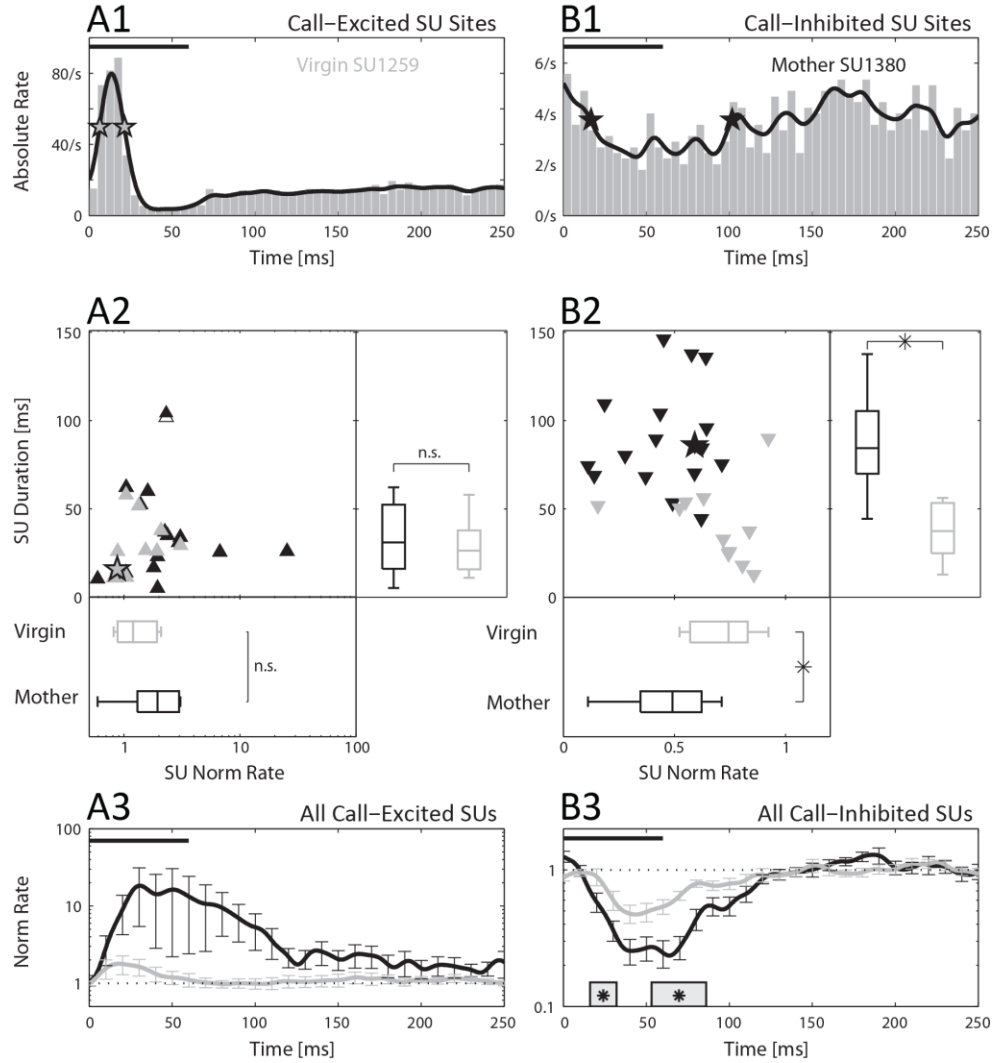 A1
Call−Excited SU Sites
Virgin SU1259
Absolute Rate
80/s
40/s
0
0 50 100 150 200 250
Time [ms]
B1
Call−Inhibited SU Sites
Mother SU1380
6/s
4/s
2/s
0/s
0 50 100 150 200 250
Time [ms]
A2
SU Duration [ms]
150
100
50
0
n.s.
Virgin
Mother
n.s.
1 10 100
SU Norm Rate
B2
150
100
50
0
Virgin
Mother
0 0.5 1
SU Norm Rate
A3
All Call−Excited SUs
Norm Rate
100
10
1
0 50 100 150 200 250
Time [ms]
B3
All Call−Inhibited SUs
1
0.1
0 50 100 150 200 250
Time [ms]